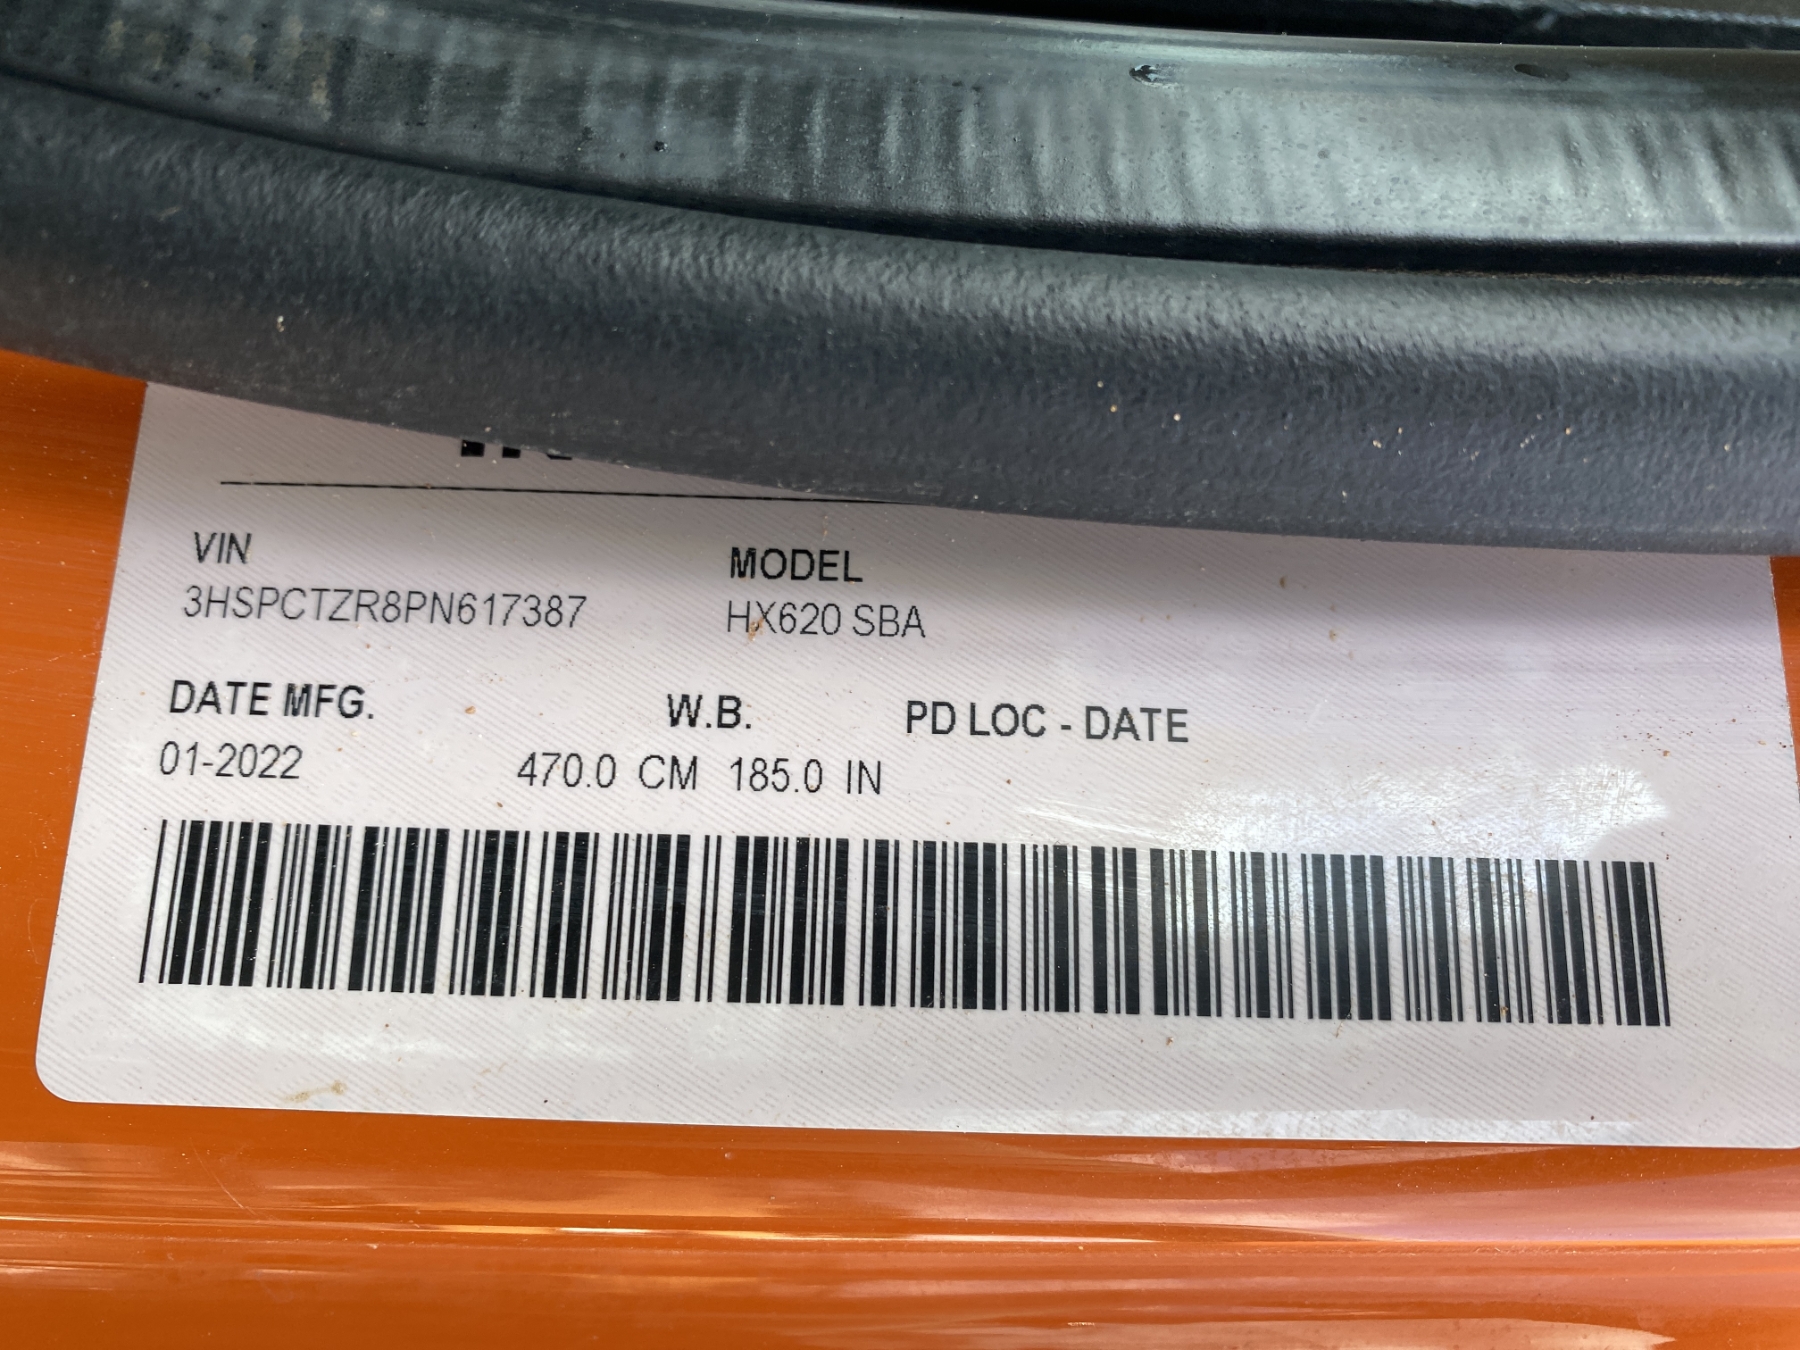 VIN MODEL
3HSPCTZR8PN617387 HX620 SBA
DATE MFG. W.B. PD LOC - DATE
01-2022 470.0 CM 185.0 IN